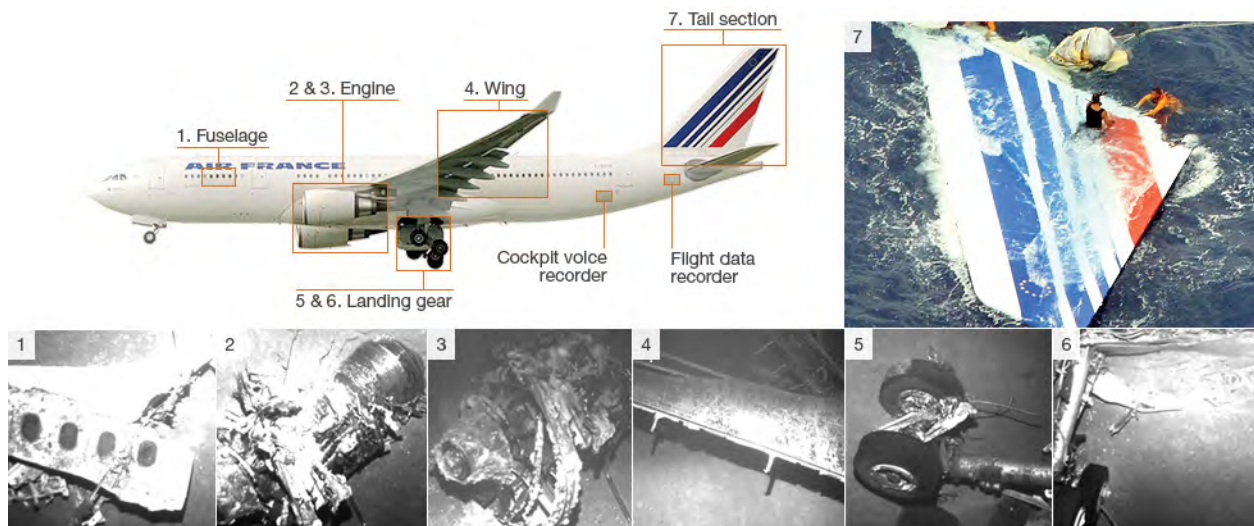 7. Tail section
7
2 & 3. Engine
4. Wing
1. Fuselage
AIR FRANCE
Cockpit voice
recorder
Flight data
recorder
5 & 6. Landing gear
1
2
3
4
5
6